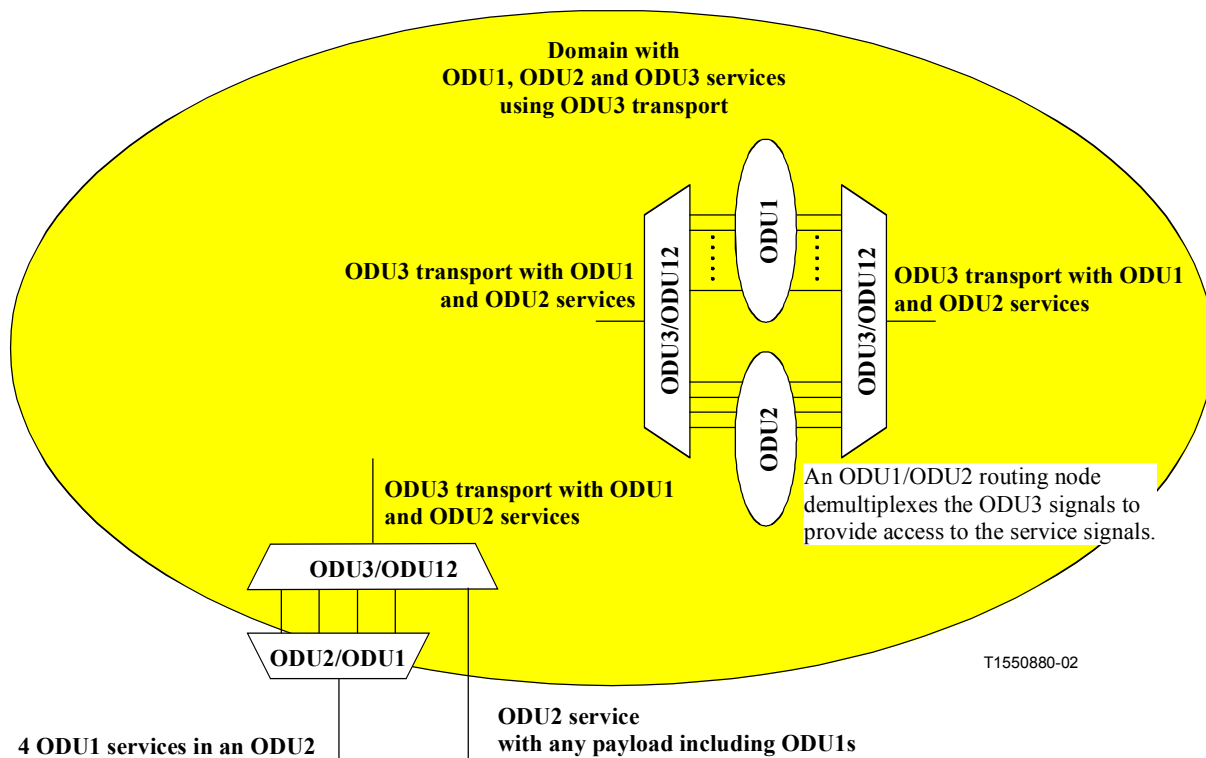 Domain with
ODU1, ODU2 and ODU3 services
using ODU3 transport
ODU3 transport with ODU1
and ODU2 services
ODU3/ODU12
ODU1
ODU2
ODU3/ODU12
ODU3 transport with ODU1
and ODU2 services
An ODU1/ODU2 routing node
demultiplexes the ODU3 signals to
provide access to the service signals.
ODU3 transport with ODU1
and ODU2 services
ODU3/ODU12
ODU2/ODU1
T1550880-02
4 ODU1 services in an ODU2
ODU2 service
with any payload including ODU1s